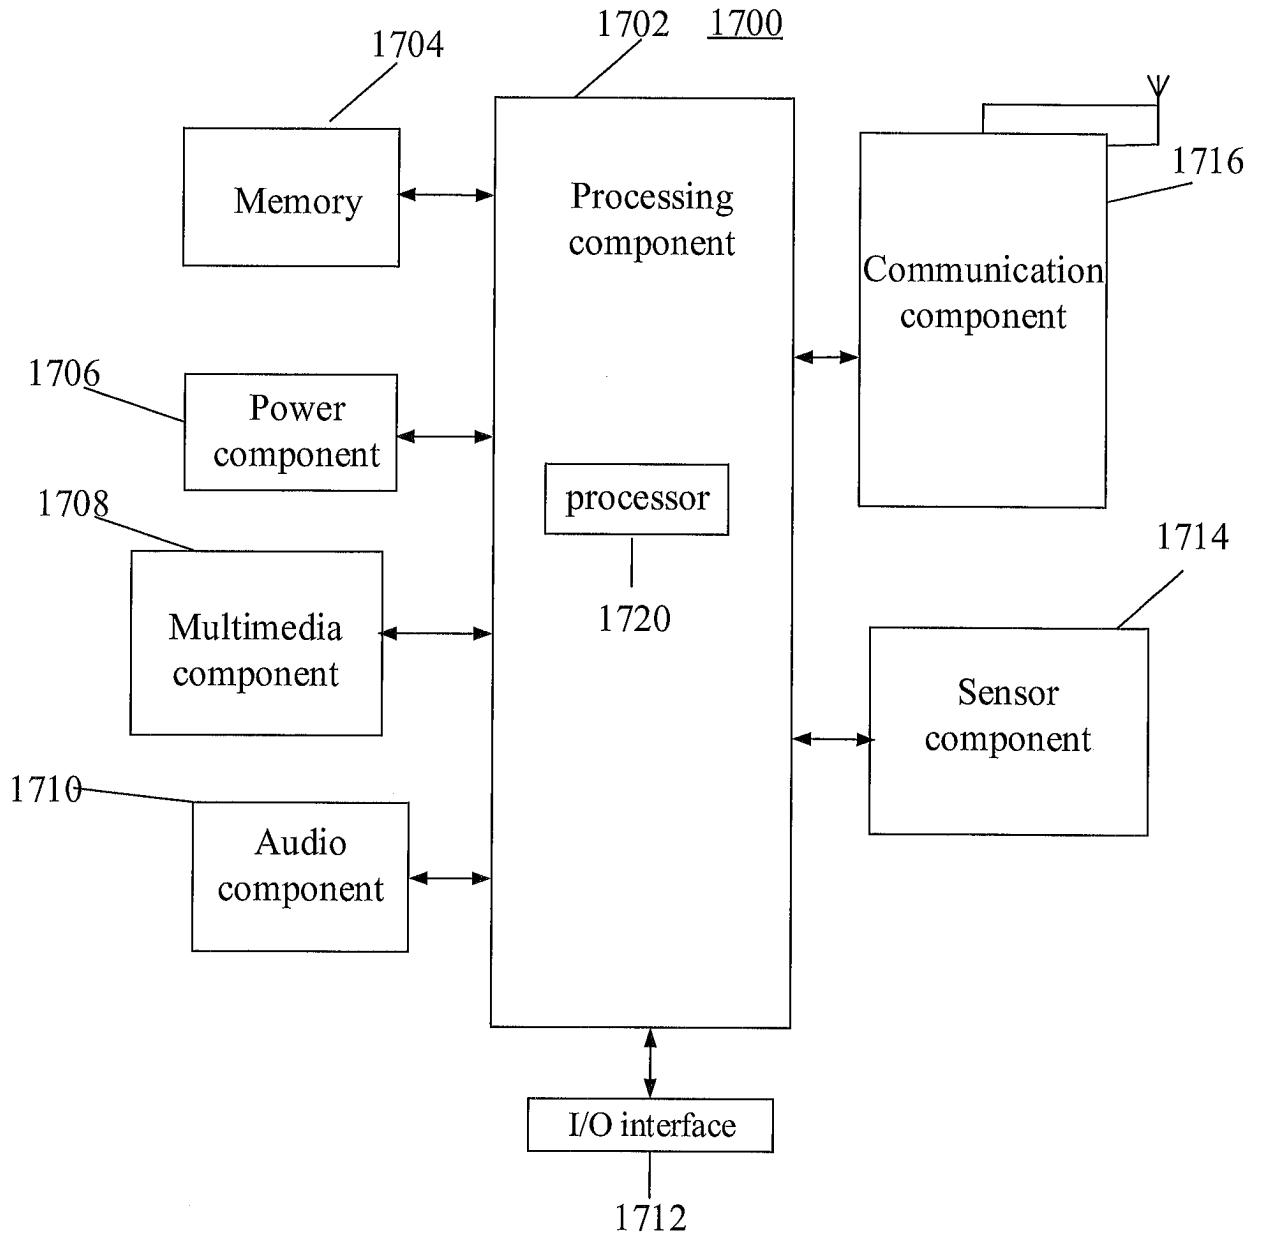 1702
1700
1704
1716
Memory
Processing
component
Communication
component
1706
Power
component
1708
processor
1714
1720
Multimedia
component
Sensor
component
1710
Audio
component
I/O interface
1712